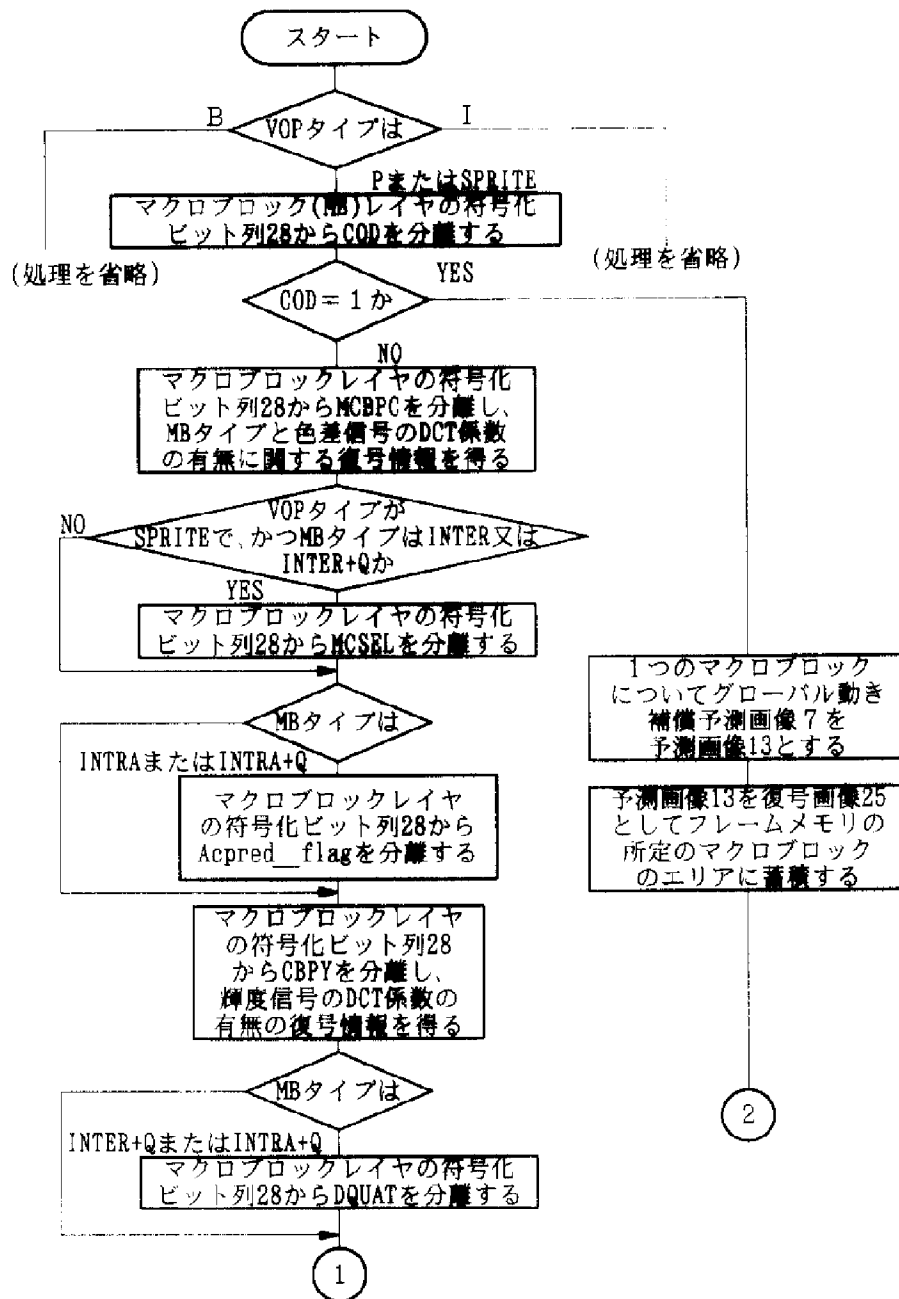 スタート
B
VOPタイプは
I
PまたはSPRITE
マクロブロック(MB)レイヤの符号化
ビット列28からCODを分離する
(処理を省略)
(処理を省略)
COD=1か
YES
NO
マクロブロックレイヤの符号化
ビット列28からMCBPCを分離し、
MBタイプと色差信号のDCT係数
の有無に関する復号情報を得る
VOPタイプが
SPRITEで、かつMBタイプはINTER又は
INTER+Qか
NO
YES
マクロブロックレイヤの符号化
ビット列28からMCSELを分離する
MBタイプは
INTRAまたはINTRA+Q
マクロブロックレイヤ
の符号化ビット列28から
Acpred__flagを分離する
マクロブロックレイヤ
の符号化ビット列28
からCBPYを分離し、
輝度信号のDCT係数の
有無の復号情報を得る
MBタイプは
INTER+QまたはINTRA+Q
マクロブロックレイヤの符号化
ビット列28からDQUATを分離する
1
1つのマクロブロック
についてグローバル動き
補償予測画像7を
予測画像13とする
予測画像13を復号画像25
としてフレームメモリの
所定のマクロブロック
のエリアに蓄積する
2